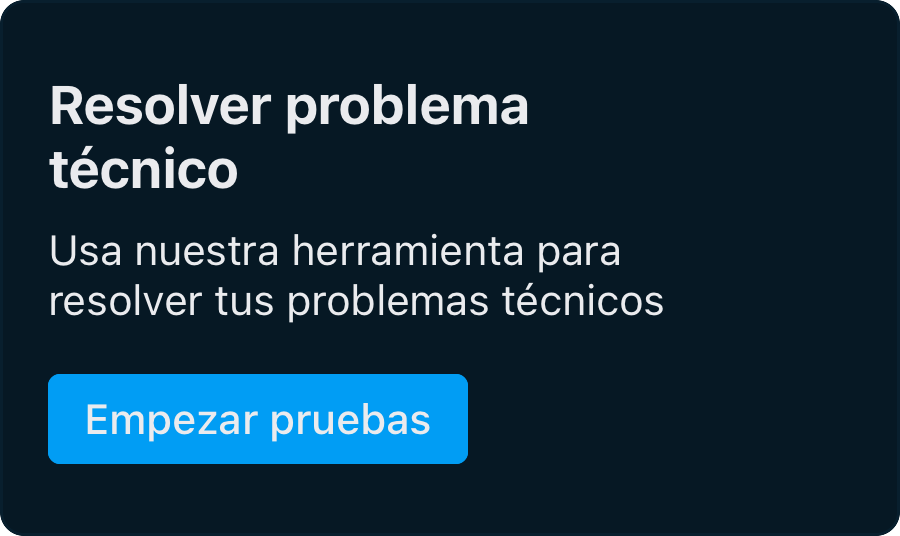 Resolver problema
técnico
Usa nuestra herramienta para
resolver tus problemas técnicos
Empezar pruebas